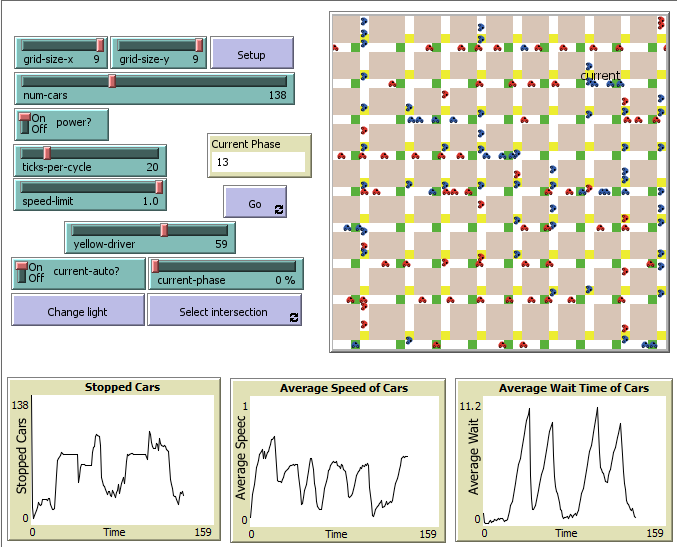 grid-size-x 9
grid-size-y 9
Setup
num-cars 138
On
Off
power?
ticks-per-cycle 20
Current Phase
13
speed-limit 1.0
Go
yellow-driver 59
On
Off
current-auto?
current-phase 0 %
Change light
Select intersection
current
Stopped Cars
138
Stopped Cars
0
0 Time 159
Average Speed of Cars
1
Average Speed
0
0 Time 159
Average Wait Time of Cars
11.2
Average Wait
0
0 Time 159